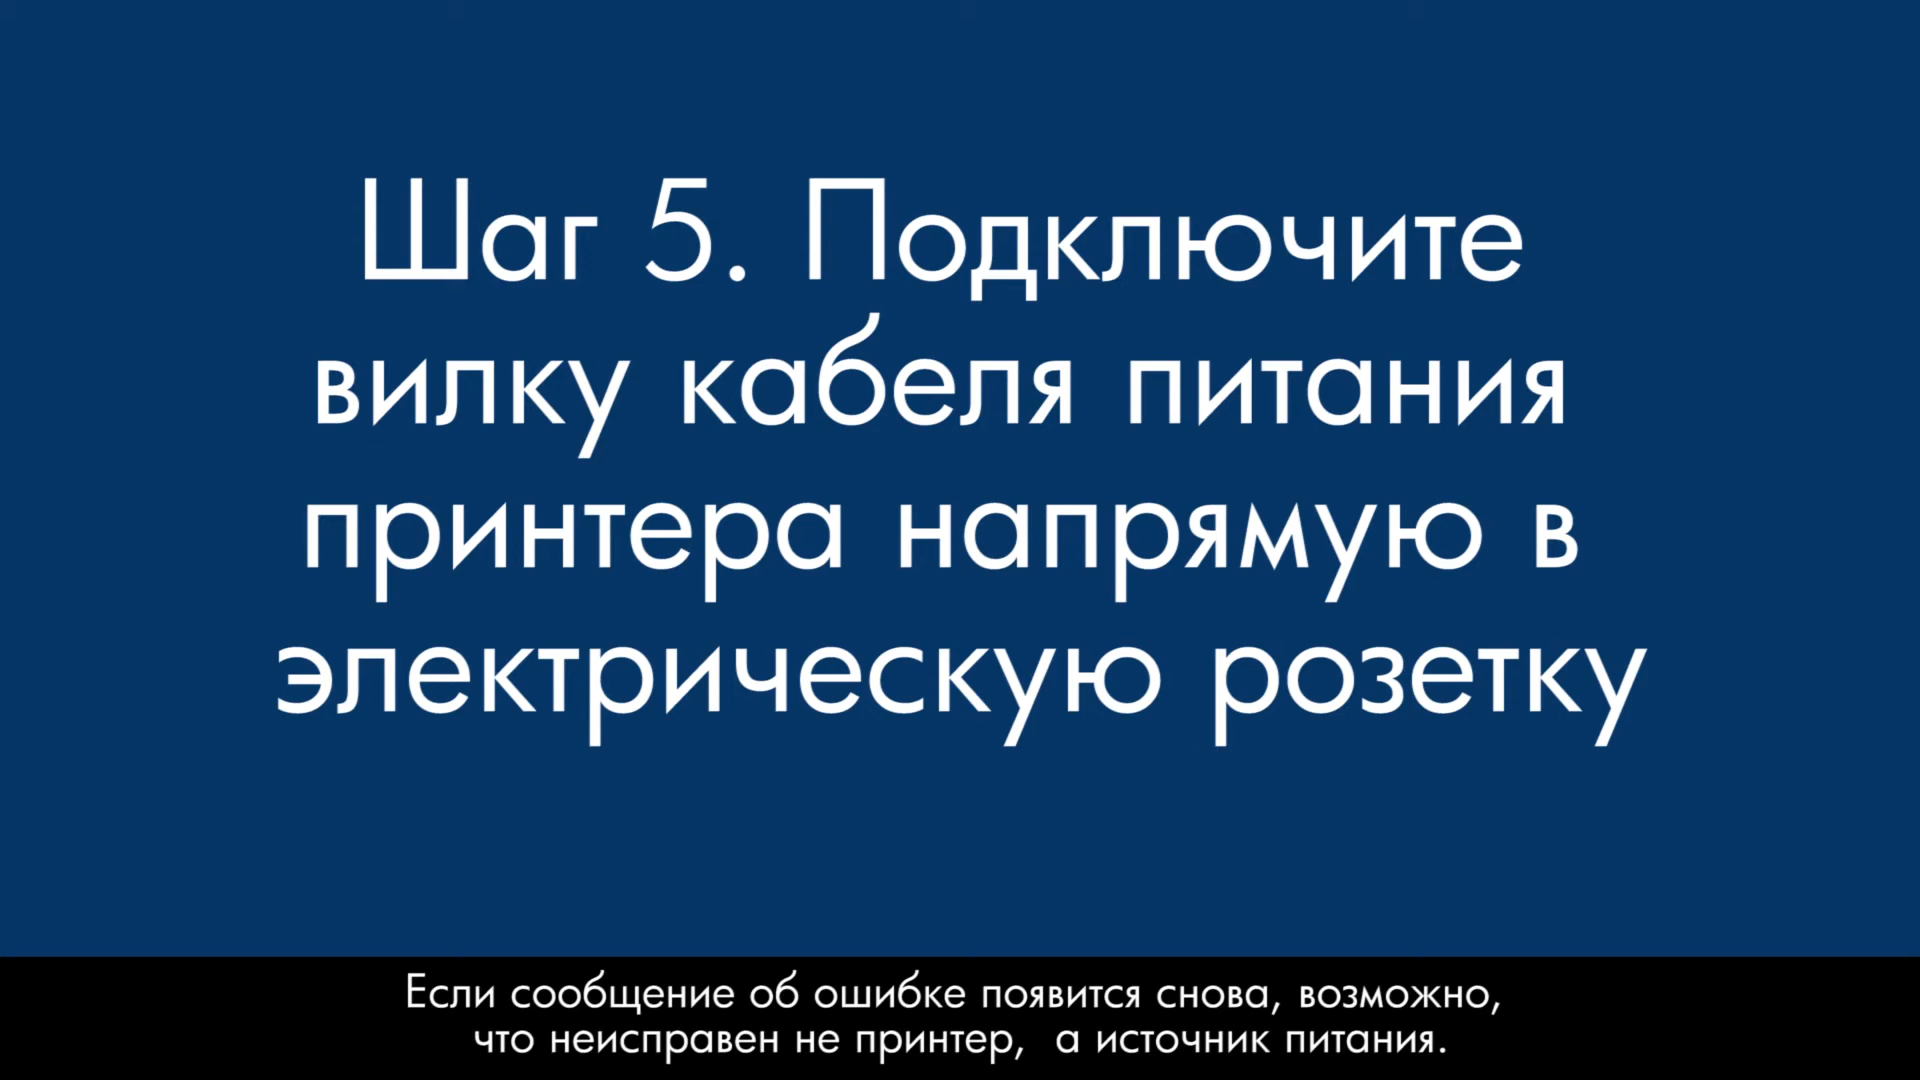 Шаг 5. Подключите
вилку кабеля питания
принтера напрямую в
электрическую розетку
Если сообщение об ошибке появится снова, возможно,
что неисправен не принтер,  а источник питания.